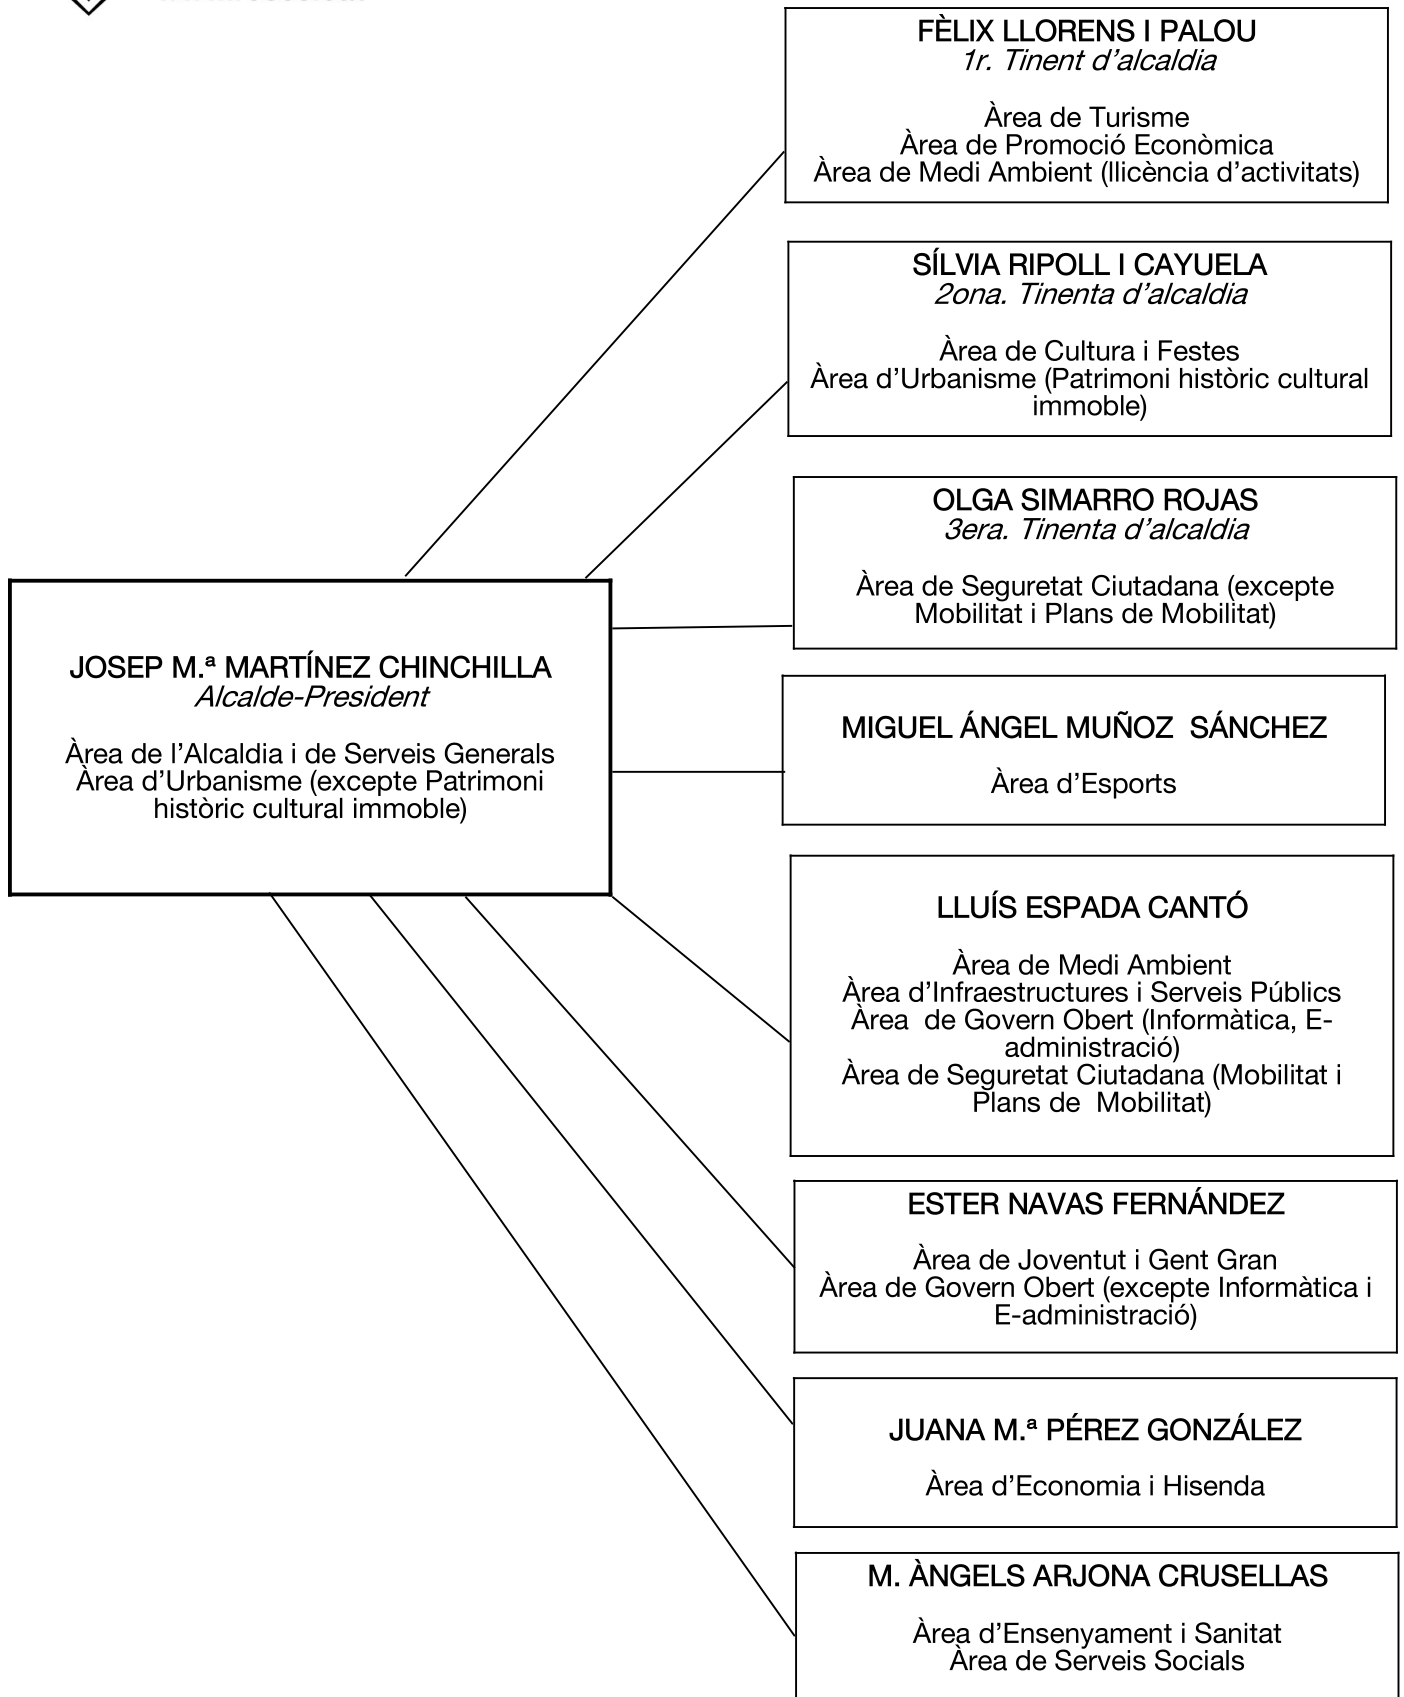 FÈLIX LLORENS I PALOU
1r. Tinent d’alcaldia
Àrea de Turisme
Àrea de Promoció Econòmica
Àrea de Medi Ambient (llicència d’activitats)
SÍLVIA RIPOLL I CAYUELA
2ona. Tinenta d’alcaldia
Àrea de Cultura i Festes
Àrea d’Urbanisme (Patrimoni històric cultural
immoble)
OLGA SIMARRO ROJAS
3era. Tinenta d’alcaldia
Àrea de Seguretat Ciutadana (excepte
Mobilitat i Plans de Mobilitat)
JOSEP M.ª MARTÍNEZ CHINCHILLA
Alcalde-President
Àrea de l’Alcaldia i de Serveis Generals
Àrea d’Urbanisme (excepte Patrimoni
històric cultural immoble)
MIGUEL ÁNGEL MUÑOZ  SÁNCHEZ
Àrea d’Esports
LLUÍS ESPADA CANTÓ
Àrea de Medi Ambient
Àrea d’Infraestructures i Serveis Públics
Àrea  de Govern Obert (Informàtica, E-
administració)
Àrea de Seguretat Ciutadana (Mobilitat i
Plans de  Mobilitat)
ESTER NAVAS FERNÁNDEZ
Àrea de Joventut i Gent Gran
Àrea de Govern Obert (excepte Informàtica i
E-administració)
JUANA M.ª PÉREZ GONZÁLEZ
Àrea d’Economia i Hisenda
M. ÀNGELS ARJONA CRUSELLAS
Àrea d’Ensenyament i Sanitat
Àrea de Serveis Socials